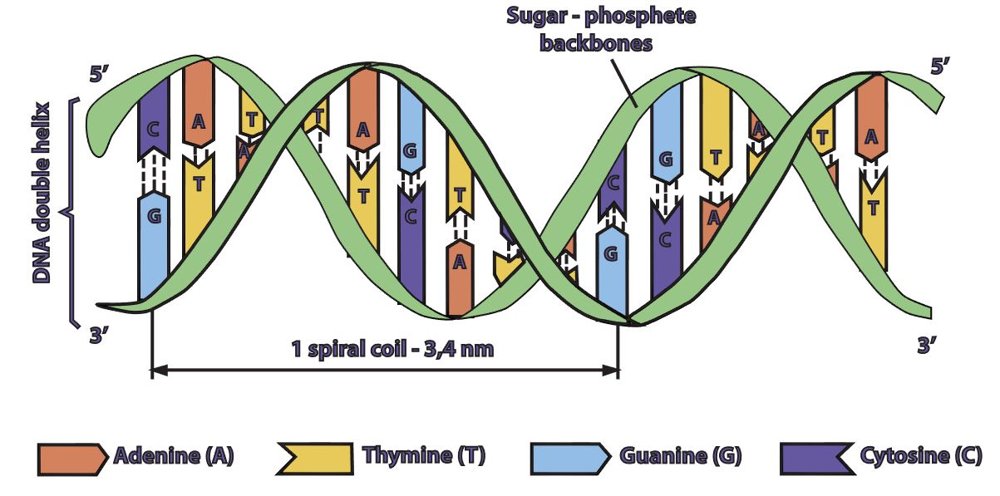 Sugar - phosphete
backbones
5′
5′
DNA double helix
C
A
T
T
A
G
T
A
G
T
A
T
C
G
T
A
A
T
T
C
T
A
C
G
A
C
3′
3′
1 spiral coil - 3,4 nm
Adenine (A)
Thymine (T)
Guanine (G)
Cytosine (C)